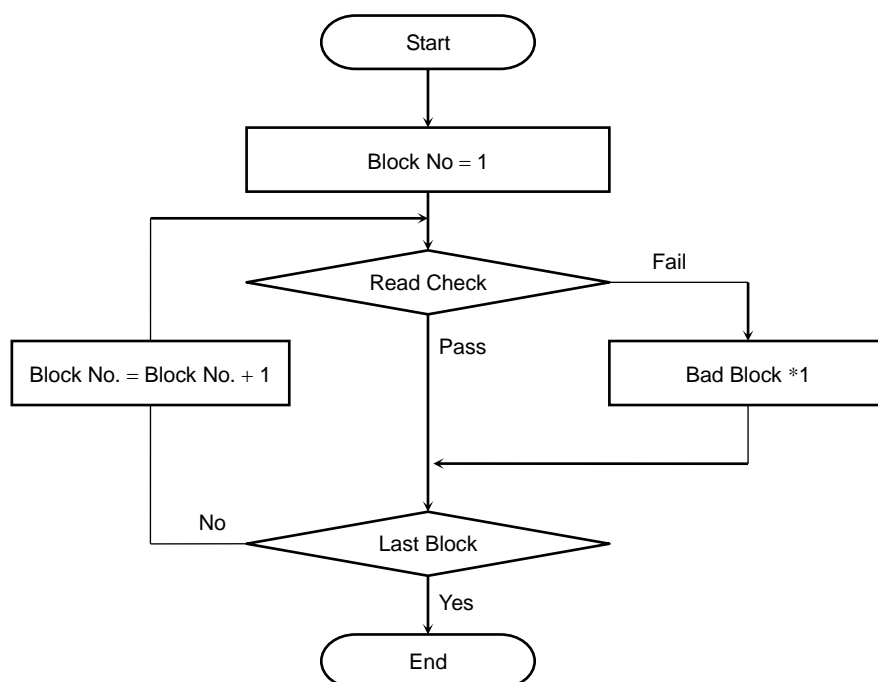 Start
Block No = 1
Read Check
Fail
Pass
Block No. = Block No. + 1
Bad Block *1
No
Last Block
Yes
End